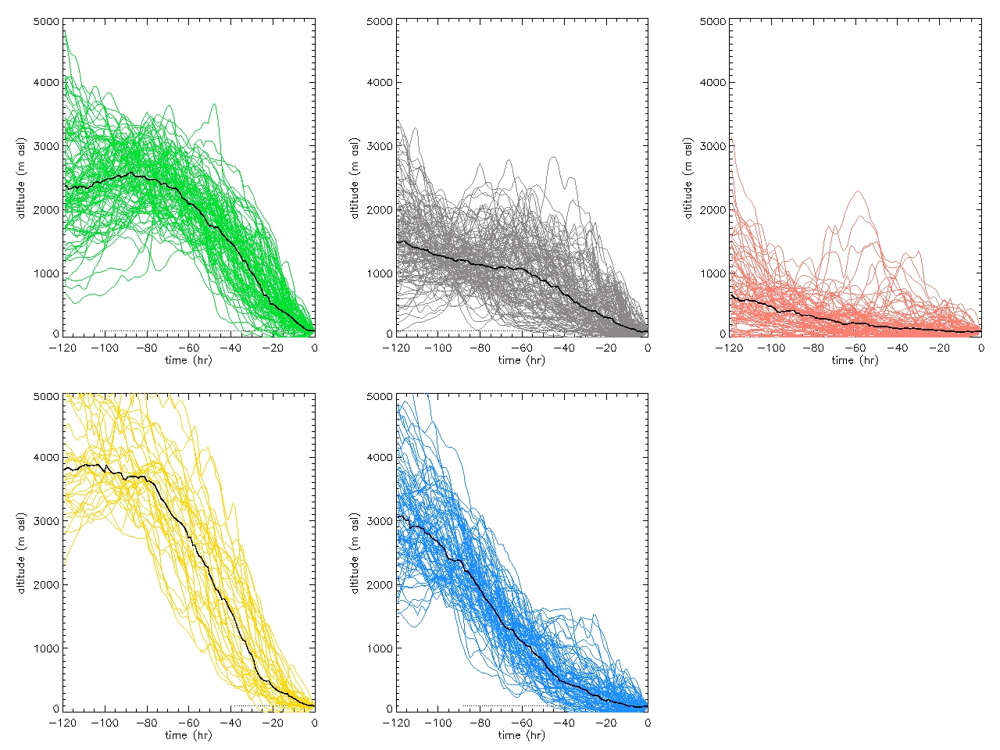 5000 5000 5000
4000 4000 4000
3000 3000 3000
altitude (m asl) altitude (m asl) altitude (m asl)
2000 2000 2000
1000 1000 1000
0 0 0
−120 −100 −80 −60 −40 −20 0 −120 −100 −80 −60 −40 −20 0 −120 −100 −80 −60 −40 −20 0
time (hr) time (hr) time (hr)
5000 5000
4000 4000
3000 3000
altitude (m asl) altitude (m asl)
2000 2000
1000 1000
0 0
−120 −100 −80 −60 −40 −20 0 −120 −100 −80 −60 −40 −20 0
time (hr) time (hr)